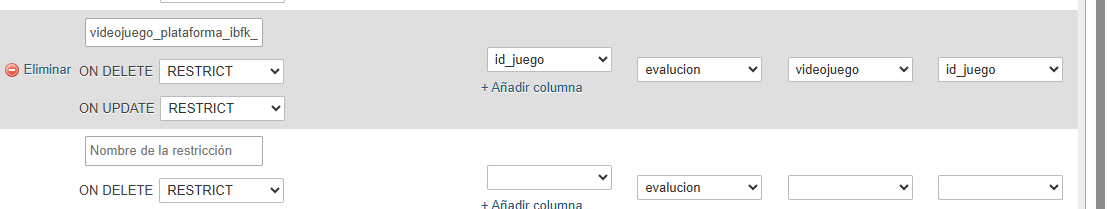 videojuego_plataforma_ibfk_
Eliminar ON DELETE RESTRICT
ON UPDATE RESTRICT
id_juego
+ Añadir columna
evalucion
videojuego
id_juego
Nombre de la restricción
ON DELETE RESTRICT
+ Añadir columna
evalucion